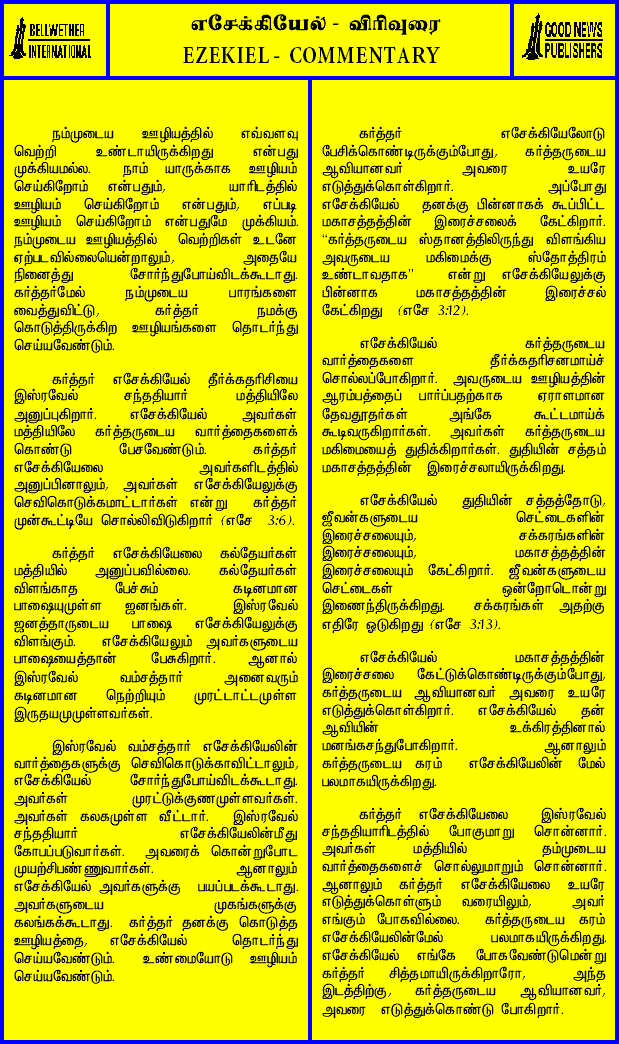 BELLWETHER
INTERNATIONAL
எசேக்கியேல் - விரிவுரை
EZEKIEL - COMMENTARY
GOOD NEWS
PUBLISHERS
நம்முடைய ஊழியத்தில் எவ்வளவு
வெற்றி உண்டாயிருக்கிறது என்பது
முக்கியமல்ல. நாம் யாருக்காக ஊழியம்
செய்கிறோம் என்பதும், யாரிடத்தில்
ஊழியம் செய்கிறோம் என்பதும், எப்படி
ஊழியம் செய்கிறோம் என்பதுமே முக்கியம்.
நம்முடைய ஊழியத்தில் வெற்றிகள் உடனே
ஏற்படவில்லையென்றாலும், அதையே
நினைத்து சோர்ந்துபோய்விடக்கூடாது.
கர்த்தர்மேல் நம்முடைய பாரங்களை
வைத்துவிட்டு, கர்த்தர் நமக்கு
கொடுத்திருக்கிற ஊழியங்களை தொடர்ந்து
செய்யவேண்டும்.
கர்த்தர் எசேக்கியேல் தீர்க்கதரிசியை
இஸ்ரவேல் சந்ததியார் மத்தியிலே
அனுப்புகிறார். எசேக்கியேல் அவர்கள்
மத்தியிலே கர்த்தருடைய வார்த்தைகளைக்
கொண்டு பேசவேண்டும். கர்த்தர்
எசேக்கியேலை அவர்களிடத்தில்
அனுப்பினாலும், அவர்கள் எசேக்கியேலுக்கு
செவிகொடுக்கமாட்டார்கள் என்று கர்த்தர்
முன்கூட்டியே சொல்லிவிடுகிறார் (எசே 3:6).
கர்த்தர் எசேக்கியேலை கல்தேயர்கள்
மத்தியில் அனுப்பவில்லை. கல்தேயர்கள்
விளங்காத பேச்சும் கடினமான
பாஷையுமுள்ள ஜனங்கள். இஸ்ரவேல்
ஜனத்தாருடைய பாஷை எசேக்கியேலுக்கு
விளங்கும். எசேக்கியேலும் அவர்களுடைய
பாஷையைத்தான் பேசுகிறார். ஆனால்
இஸ்ரவேல் வம்சத்தார் அனைவரும்
கடினமான நெற்றியும் முரட்டாட்டமுள்ள
இருதயமுமுள்ளவர்கள்.
இஸ்ரவேல் வம்சத்தார் எசேக்கியேலின்
வார்த்தைகளுக்கு செவிகொடுக்காவிட்டாலும்,
எசேக்கியேல் சோர்ந்துபோய்விடக்கூடாது.
அவர்கள் முரட்டுக்குணமுள்ளவர்கள்.
அவர்கள் கலகமுள்ள வீட்டார். இஸ்ரவேல்
சந்ததியார் எசேக்கியேலின்மீது
கோபப்படுவார்கள். அவரைக் கொன்றுபோட
முயற்சிபண்ணுவார்கள். ஆனாலும்
எசேக்கியேல் அவர்களுக்கு பயப்படக்கூடாது.
அவர்களுடைய முகங்களுக்கு
கலங்கக்கூடாது. கர்த்தர் தனக்கு கொடுத்த
ஊழியத்தை, எசேக்கியேல் தொடர்ந்து
செய்யவேண்டும். உண்மையோடு ஊழியம்
செய்யவேண்டும்.
கர்த்தர் எசேக்கியேலோடு
பேசிக்கொண்டிருக்கும்போது, கர்த்தருடைய
ஆவியானவர் அவரை உயரே
எடுத்துக்கொள்கிறார். அப்போது
எசேக்கியேல் தனக்கு பின்னாகக் கூப்பிட்ட
மகாசத்தத்தின் இரைச்சலைக் கேட்கிறார்.
“கர்த்தருடைய ஸ்தானத்திலிருந்து விளங்கிய
அவருடைய மகிமைக்கு ஸ்தோத்திரம்
உண்டாவதாக” என்று எசேக்கியேலுக்கு
பின்னாக மகாசத்தத்தின் இரைச்சல்
கேட்கிறது (எசே 3:12).
எசேக்கியேல் கர்த்தருடைய
வார்த்தைகளை தீர்க்கதரிசனமாய்ச்
சொல்லப்போகிறார். அவருடைய ஊழியத்தின்
ஆரம்பத்தைப் பார்ப்பதற்காக ஏராளமான
தேவதூதர்கள் அங்கே கூட்டமாய்க்
கூடிவருகிறார்கள். அவர்கள் கர்த்தருடைய
மகிமையைத் துதிக்கிறார்கள். துதியின் சத்தம்
மகாசத்தத்தின் இரைச்சலாயிருக்கிறது.
எசேக்கியேல் துதியின் சத்தத்தோடு,
ஜீவன்களுடைய செட்டைகளின்
இரைச்சலையும், சக்கரங்களின்
இரைச்சலையும், மகாசத்தத்தின்
இரைச்சலையும் கேட்கிறார். ஜீவன்களுடைய
செட்டைகள் ஒன்றோடொன்று
இணைந்திருக்கிறது. சக்கரங்கள் அதற்கு
எதிரே ஓடுகிறது (எசே 3:13).
எசேக்கியேல் மகாசத்தத்தின்
இரைச்சலை கேட்டுக்கொண்டிருக்கும்போது,
கர்த்தருடைய ஆவியானவர் அவரை உயரே
எடுத்துக்கொள்கிறார். எசேக்கியேல் தன்
ஆவியின் உக்கிரத்தினால்
மனங்கசந்துபோகிறார். ஆனாலும்
கர்த்தருடைய கரம் எசேக்கியேலின் மேல்
பலமாகயிருக்கிறது.
கர்த்தர் எசேக்கியேலை இஸ்ரவேல்
சந்ததியாரிடத்தில் போகுமாறு சொன்னார்.
அவர்கள் மத்தியில் தம்முடைய
வார்த்தைகளைச் சொல்லுமாறும் சொன்னார்.
ஆனாலும் கர்த்தர் எசேக்கியேலை உயரே
எடுத்துக்கொள்ளும் வரையிலும், அவர்
எங்கும் போகவில்லை. கர்த்தருடைய கரம்
எசேக்கியேலின்மேல் பலமாகயிருக்கிறது.
எசேக்கியேல் எங்கே போகவேண்டுமென்று
கர்த்தர் சித்தமாயிருக்கிறாரோ, அந்த
இடத்திற்கு, கர்த்தருடைய ஆவியானவர்,
அவரை எடுத்துக்கொண்டு போகிறார்.